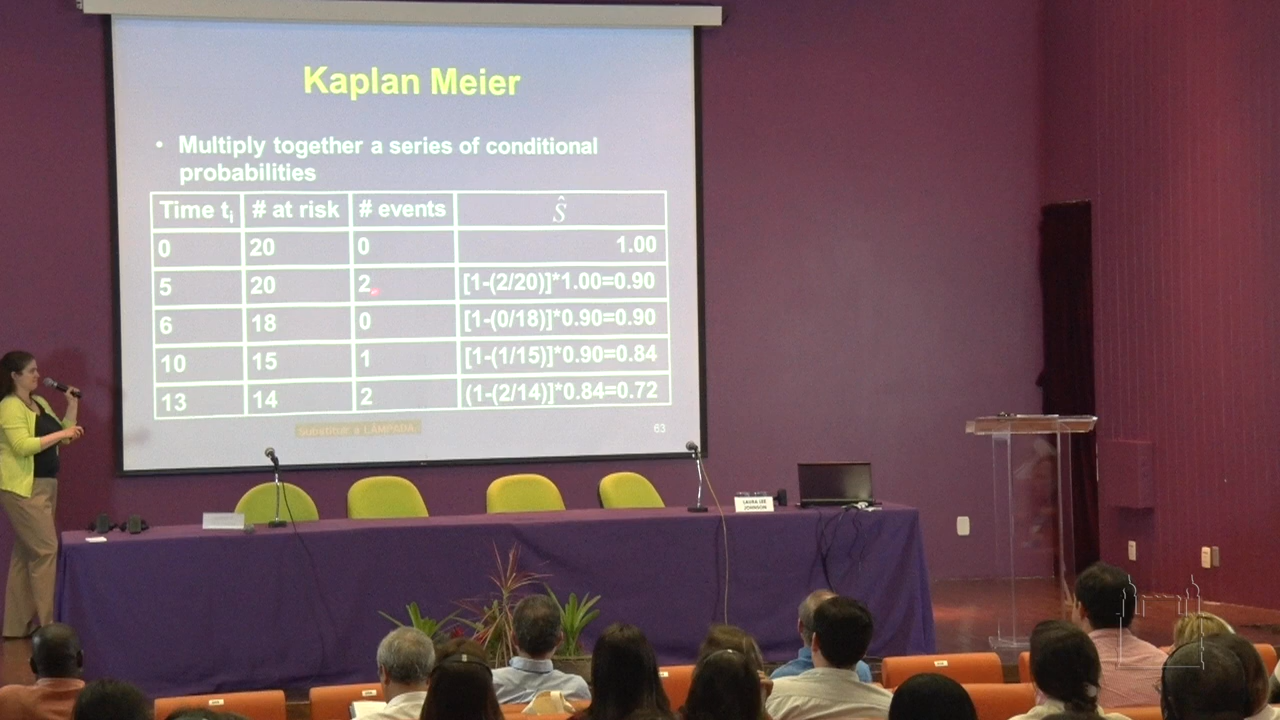 Kaplan Meier
• Multiply together a series of conditional
probabilities
Time ti # at risk # events Ŝ
0 20 0 1.00
5 20 2 [1-(2/20)]*1.00=0.90
6 18 0 [1-(0/18)]*0.90=0.90
10 15 1 [1-(1/15)]*0.90=0.84
13 14 2 (1-(2/14)]*0.84=0.72
Substituir a LÂMPADA.
63
LAURA LEE
JOHNSON